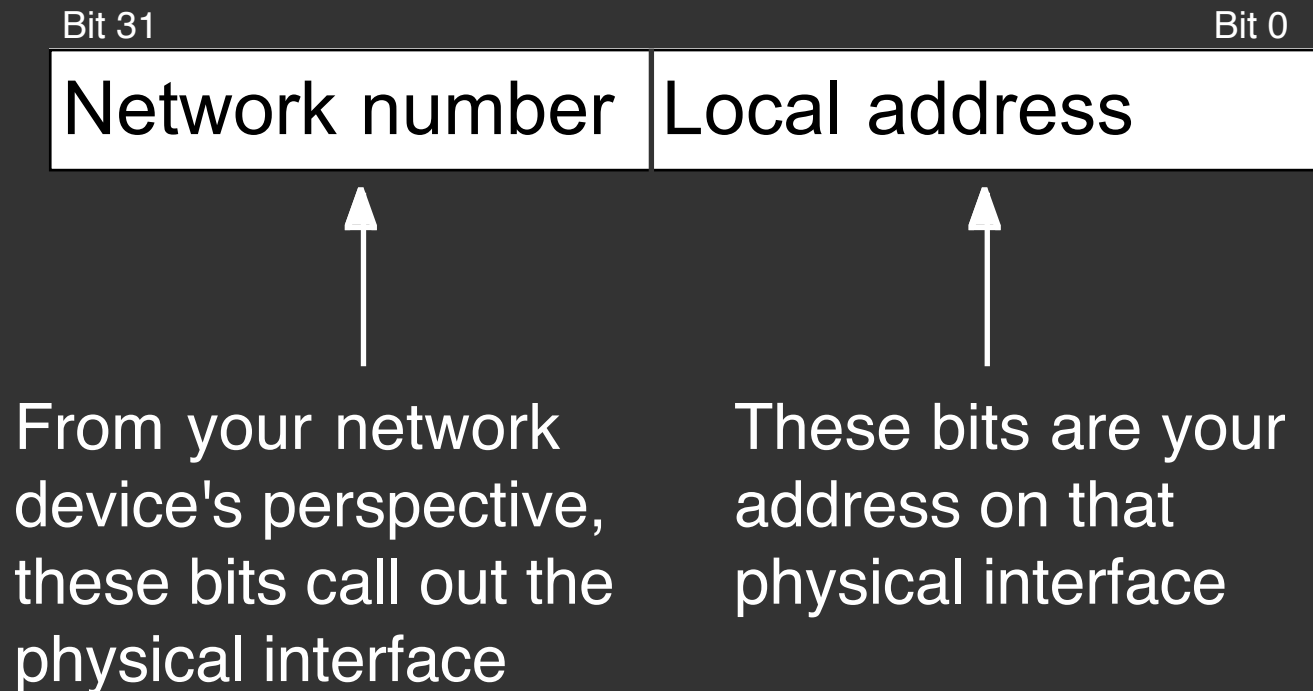 Bit 31 Bit 0
Network number Local address
From your network
device's perspective,
these bits call out the
physical interface
These bits are your
address on that
physical interface